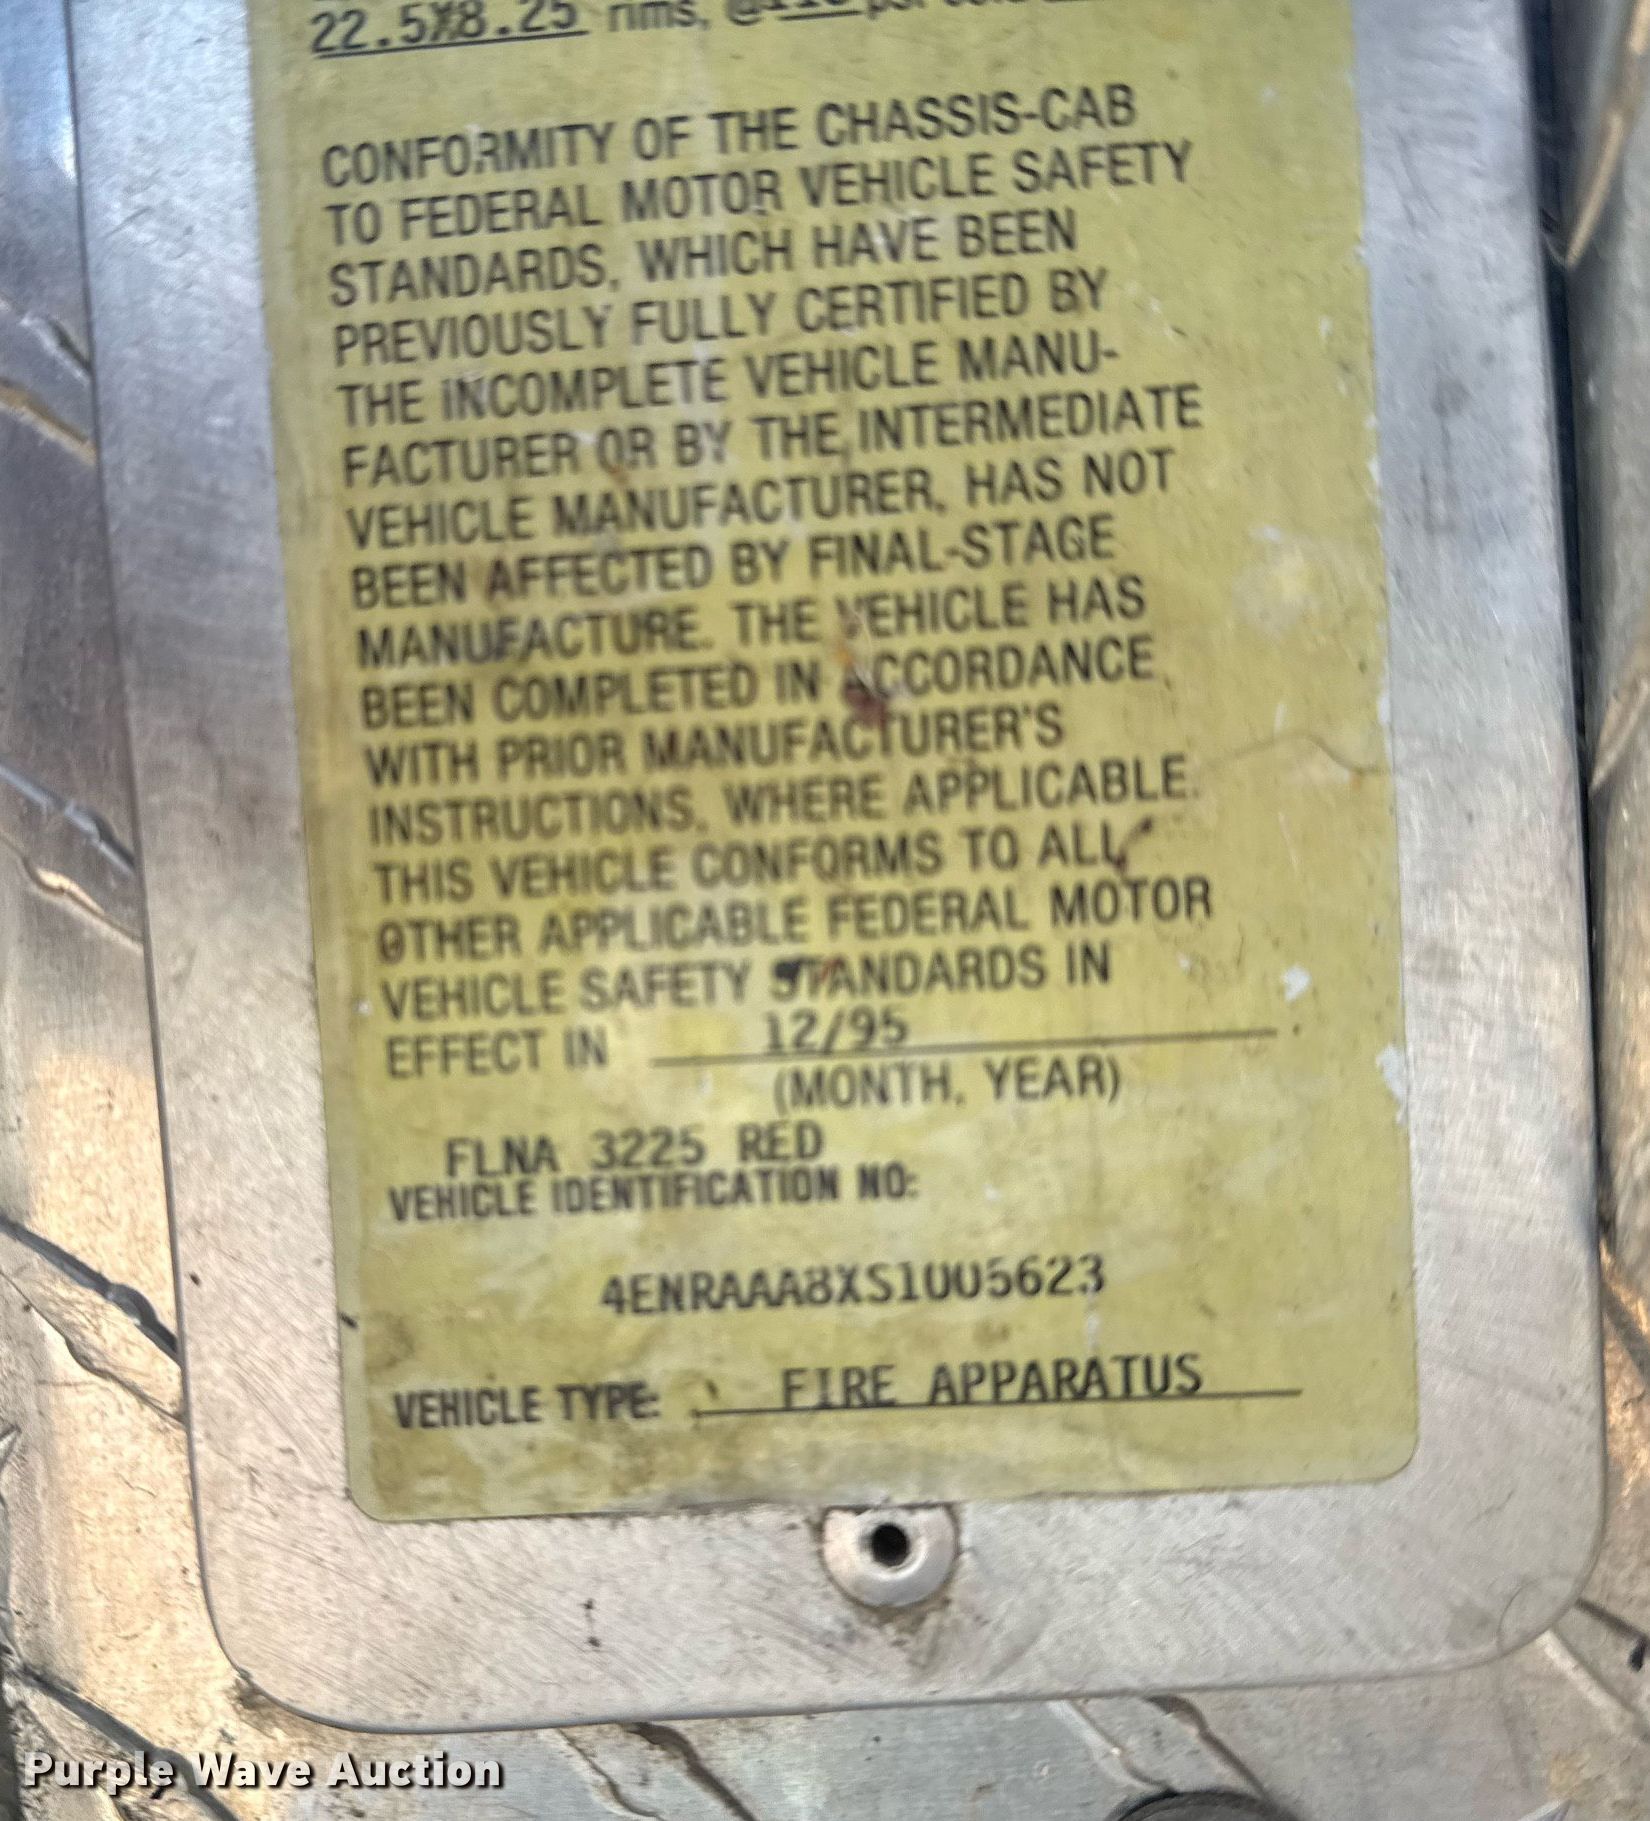 22.5X8.25 rims, @110 psi cold
CONFORMITY OF THE CHASSIS-CAB
TO FEDERAL MOTOR VEHICLE SAFETY
STANDARDS, WHICH HAVE BEEN
PREVIOUSLY FULLY CERTIFIED BY
THE INCOMPLETE VEHICLE MANU-
FACTURER OR BY THE INTERMEDIATE
VEHICLE MANUFACTURER, HAS NOT
BEEN AFFECTED BY FINAL-STAGE
MANUFACTURE. THE VEHICLE HAS
BEEN COMPLETED IN ACCORDANCE
WITH PRIOR MANUFACTURER'S
INSTRUCTIONS, WHERE APPLICABLE.
THIS VEHICLE CONFORMS TO ALL
OTHER APPLICABLE FEDERAL MOTOR
VEHICLE SAFETY STANDARDS IN
EFFECT IN 12/95
(MONTH, YEAR)
FLNA 3225 RED
VEHICLE IDENTIFICATION NO:
4ENRAAA8XS1005623
VEHICLE TYPE: FIRE APPARATUS
Purple Wave Auction